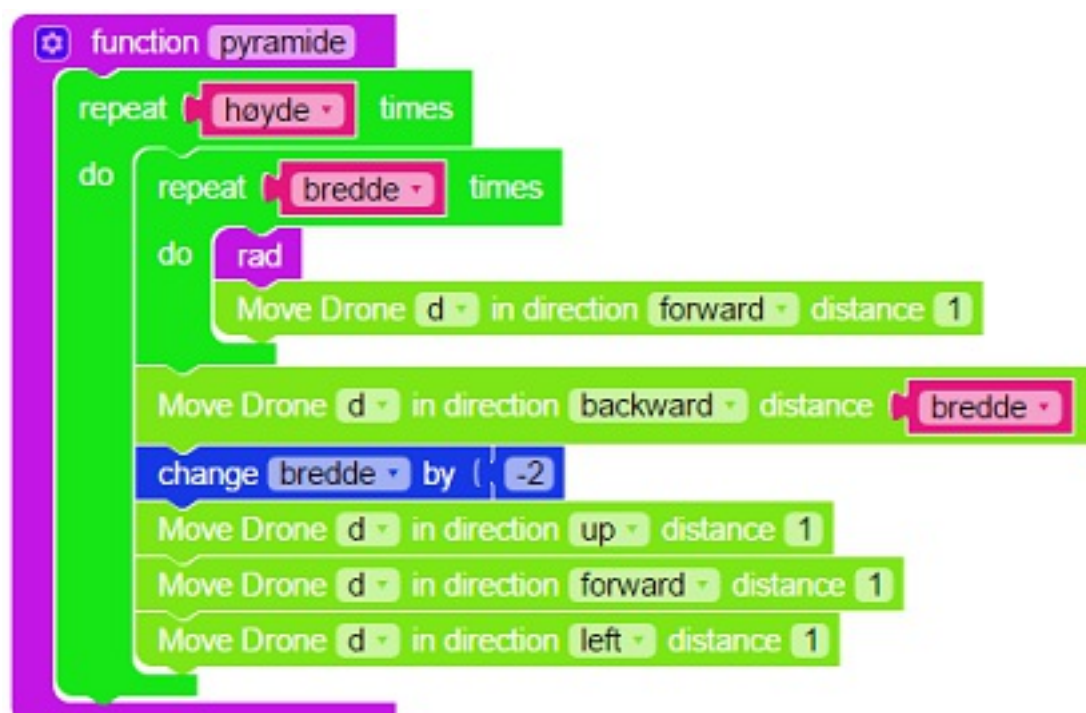 function pyramide
repeat høyde times
do repeat bredde times
do rad
Move Drone d in direction forward distance 1
Move Drone d in direction backward distance bredde
change bredde by -2
Move Drone d in direction up distance 1
Move Drone d in direction forward distance 1
Move Drone d in direction left distance 1